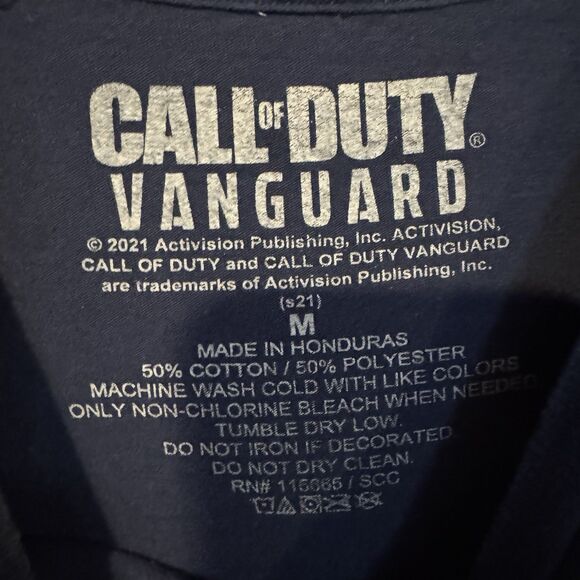 CALL OF DUTY®
VANGUARD
© 2021 Activision Publishing, Inc. ACTIVISION,
CALL OF DUTY and CALL OF DUTY VANGUARD
are trademarks of Activision Publishing, Inc.
(s21)
M
MADE IN HONDURAS
50% COTTON / 50% POLYESTER
MACHINE WASH COLD WITH LIKE COLORS
ONLY NON-CHLORINE BLEACH WHEN NEEDED
TUMBLE DRY LOW.
DO NOT IRON IF DECORATED
DO NOT DRY CLEAN.
RN# / SCC